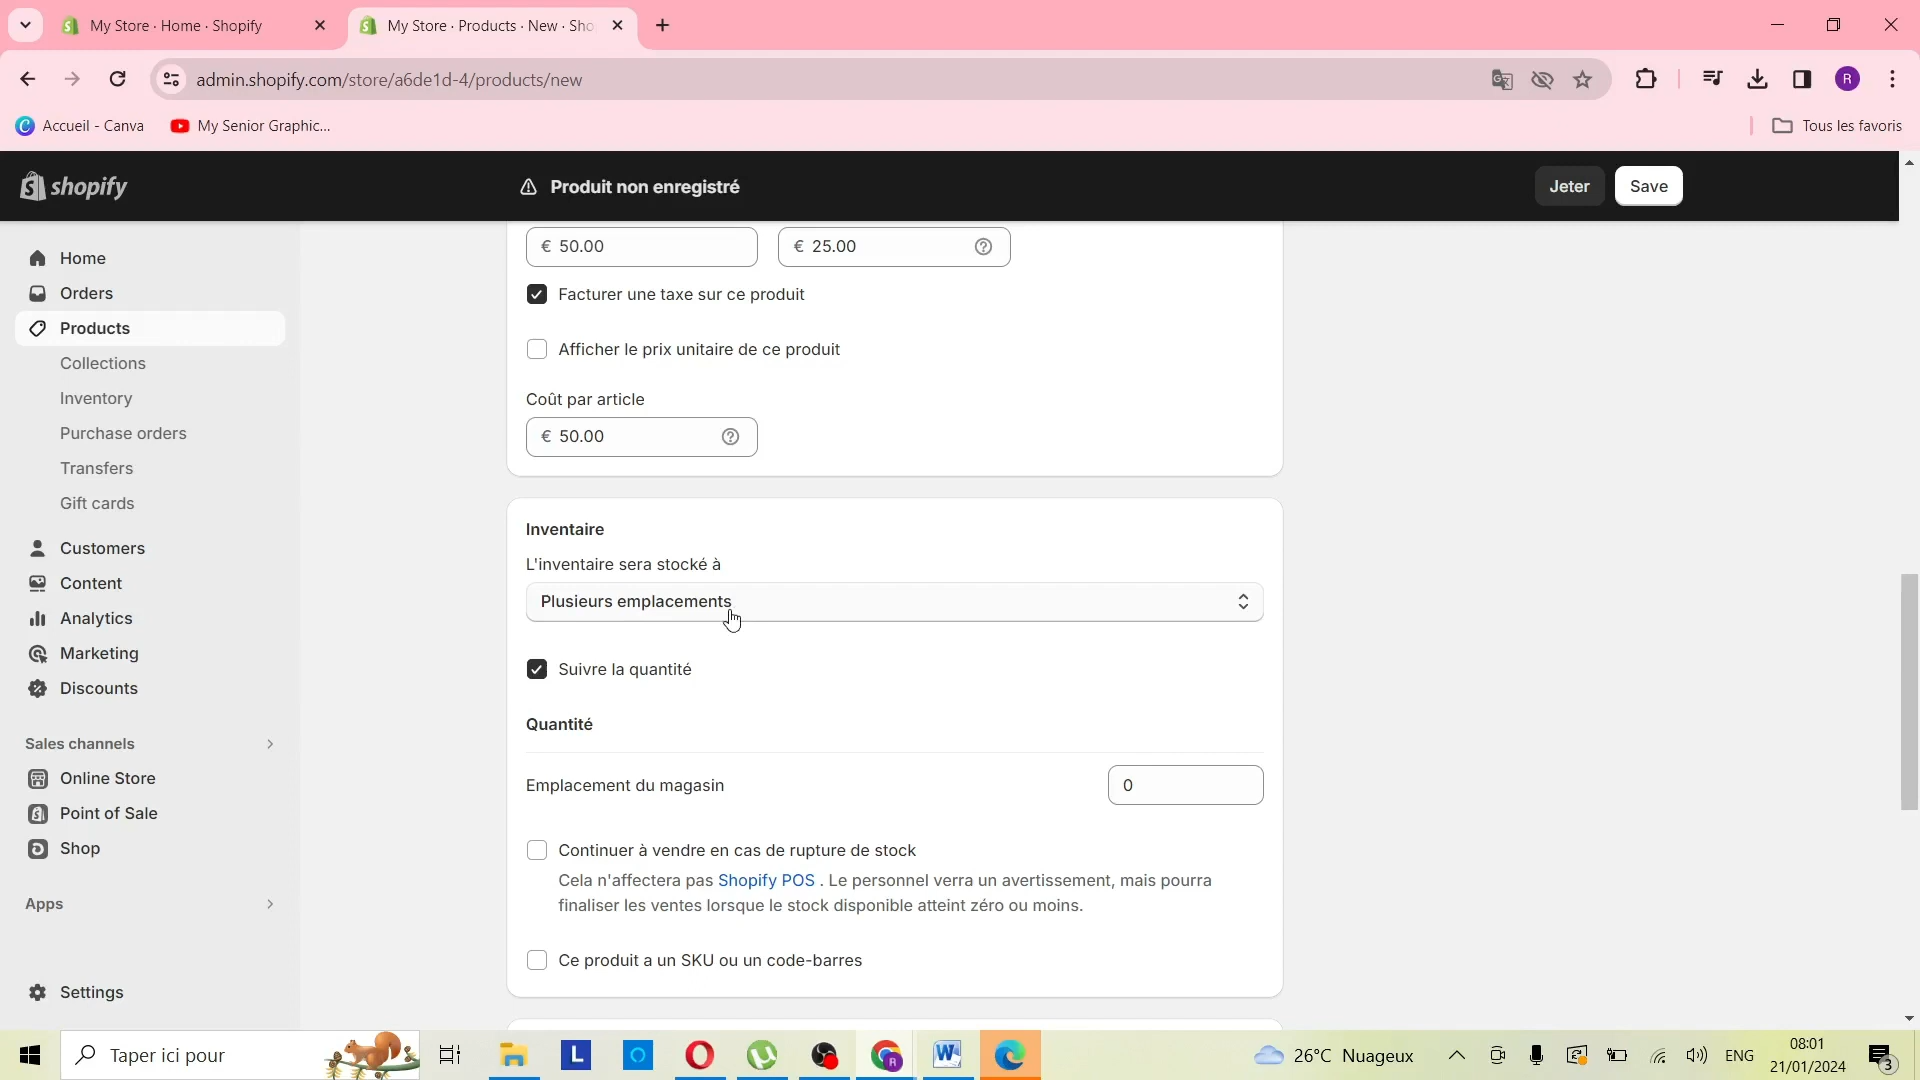 My Store · Home · Shopify
My Store · Products · New · Sho
admin.shopify.com/store/a6de1d-4/products/new
R
Accueil - Canva
My Senior Graphic...
Tous les favoris
shopify
Produit non enregistré
Jeter
Save
Home
Orders
Products
Collections
Inventory
Purchase orders
Transfers
Gift cards
Customers
Content
Analytics
Marketing
Discounts
Sales channels
Online Store
Point of Sale
Shop
Apps
Settings
€ 50.00
€ 25.00
Facturer une taxe sur ce produit
Afficher le prix unitaire de ce produit
Coût par article
€ 50.00
Inventaire
L'inventaire sera stocké à
Plusieurs emplacements
Suivre la quantité
Quantité
Emplacement du magasin
0
Continuer à vendre en cas de rupture de stock
Cela n'affectera pas Shopify POS . Le personnel verra un avertissement, mais pourra
finaliser les ventes lorsque le stock disponible atteint zéro ou moins.
Ce produit a un SKU ou un code-barres
Taper ici pour
26°C Nuageux
ENG
08:01
21/01/2024
3